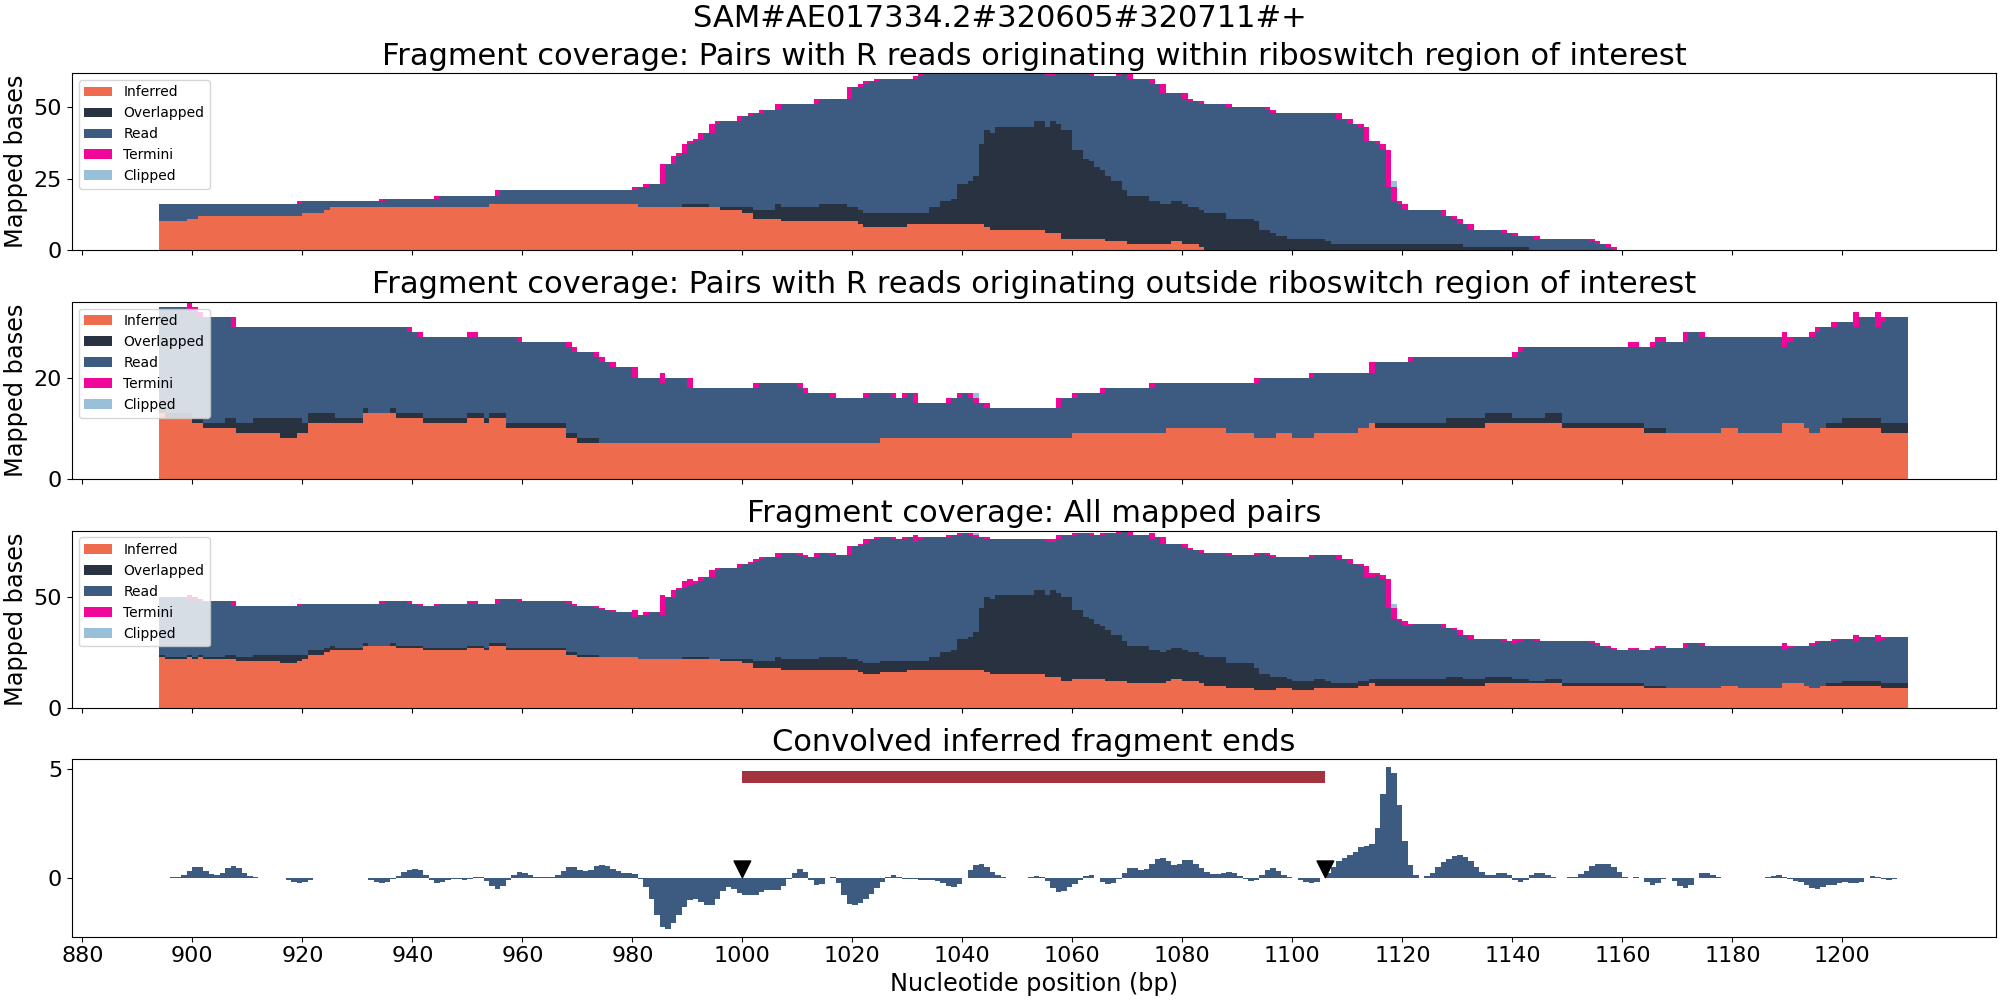 SAM#AE017334.2#320605#320711#+
Fragment coverage: Pairs with R reads originating within riboswitch region of interest
Mapped bases
50
25
0
Inferred
Overlapped
Read
Termini
Clipped
Fragment coverage: Pairs with R reads originating outside riboswitch region of interest
Mapped bases
20
0
Inferred
Overlapped
Read
Termini
Clipped
Fragment coverage: All mapped pairs
Mapped bases
50
0
Inferred
Overlapped
Read
Termini
Clipped
Convolved inferred fragment ends
5
0
880 900 920 940 960 980 1000 1020 1040 1060 1080 1100 1120 1140 1160 1180 1200
Nucleotide position (bp)